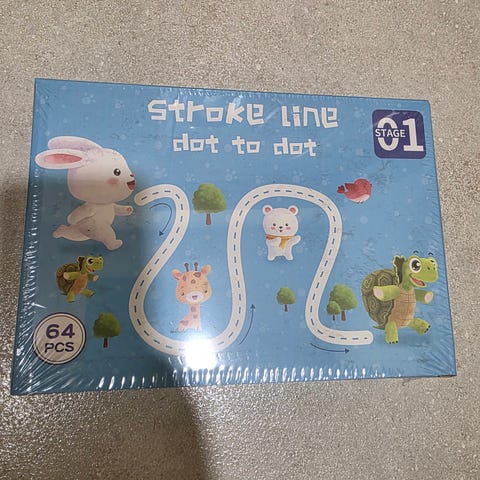 stroke line
dot to dot
STAGE 01
64
PCS